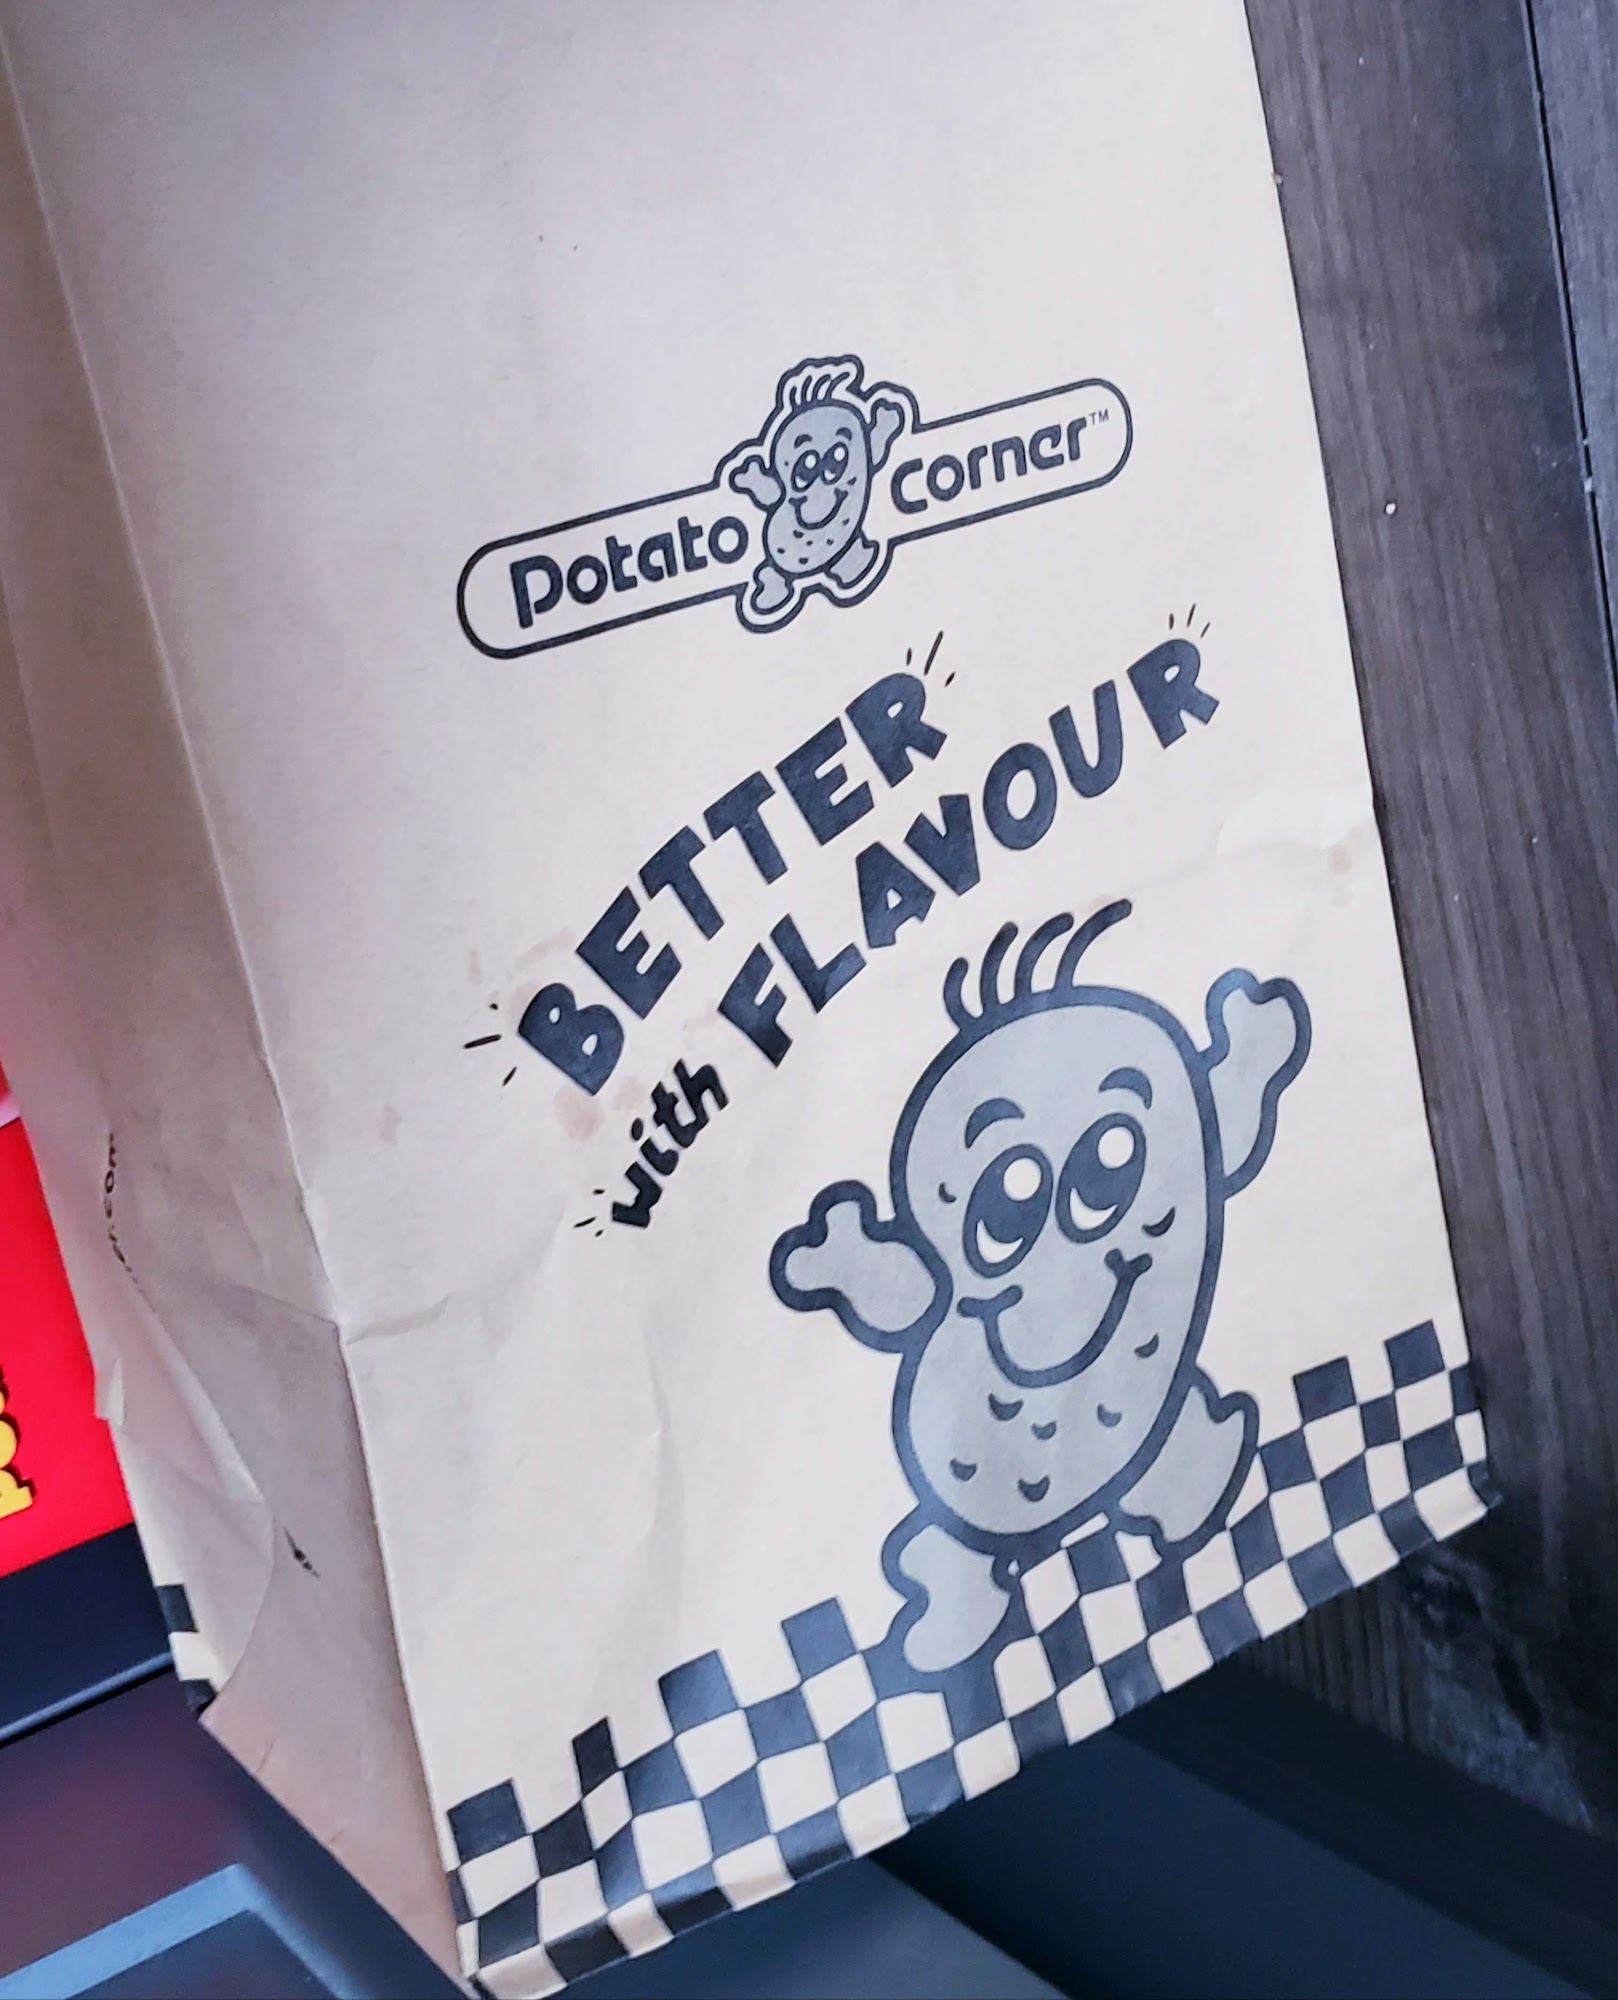 Potato corner™
BETTER
with FLAVOUR